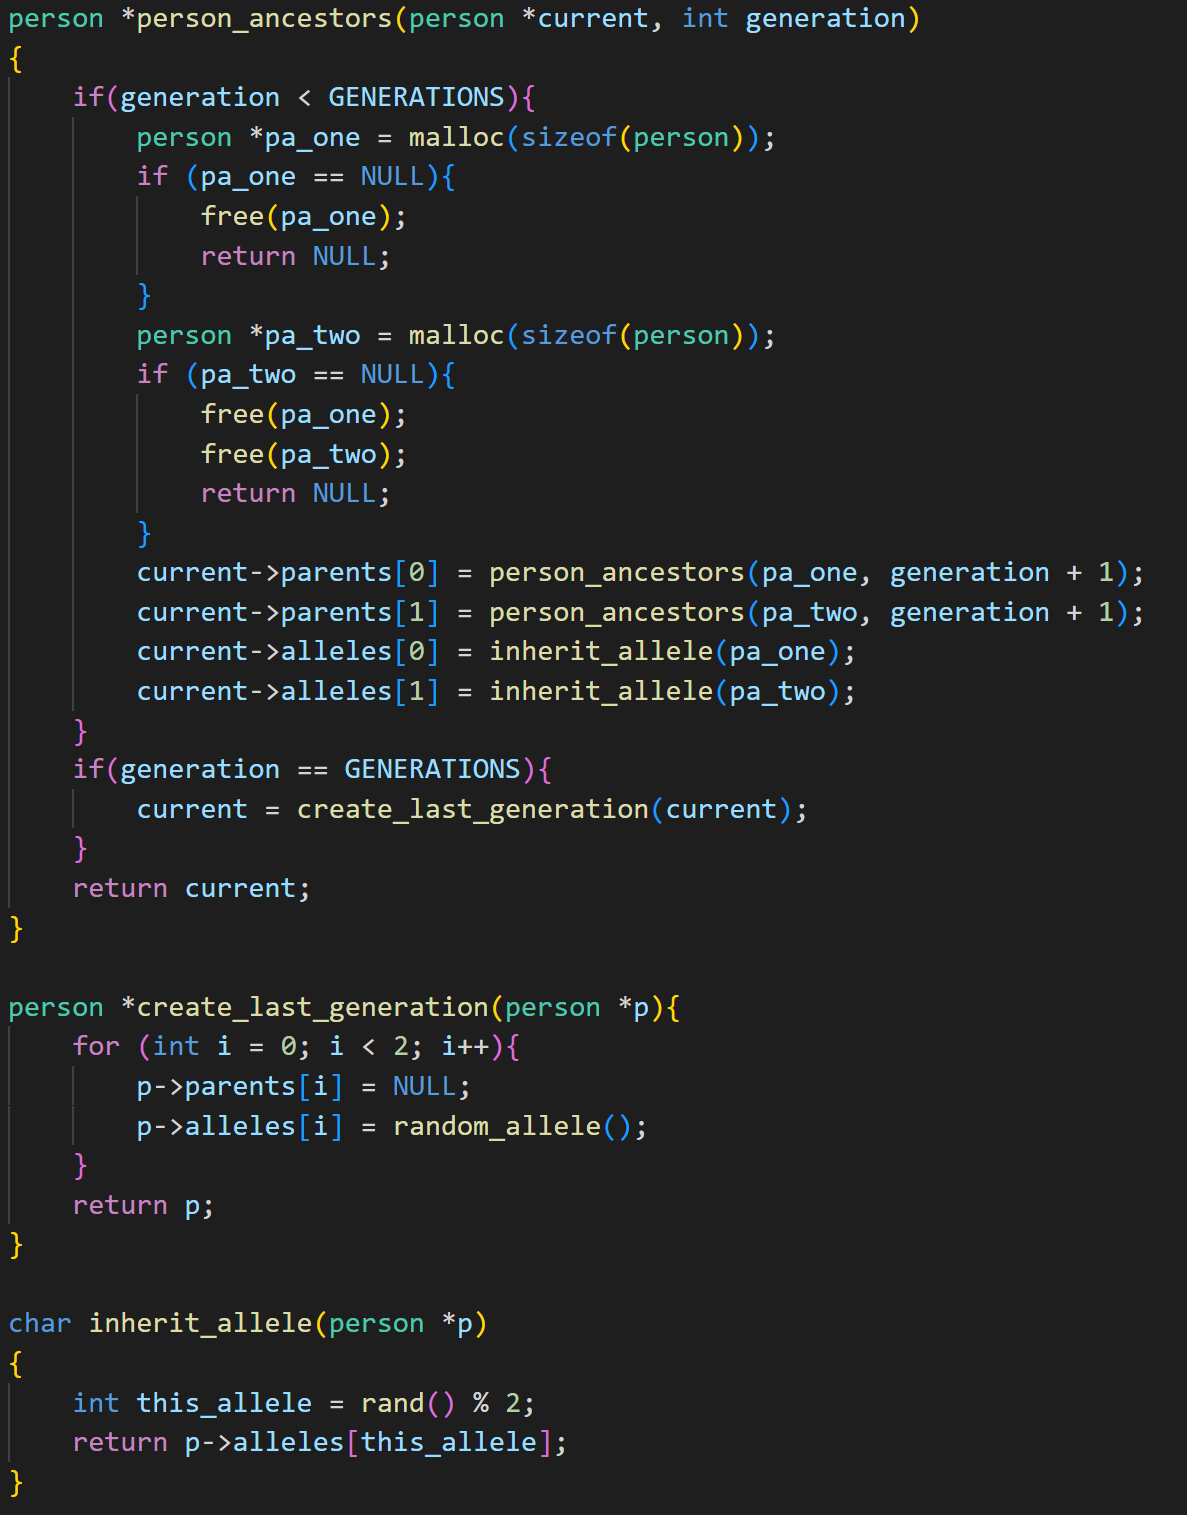 person *person_ancestors(person *current, int generation)
{
    if(generation < GENERATIONS){
        person *pa_one = malloc(sizeof(person));
        if (pa_one == NULL){
            free(pa_one);
            return NULL;
        }
        person *pa_two = malloc(sizeof(person));
        if (pa_two == NULL){
            free(pa_one);
            free(pa_two);
            return NULL;
        }
        current->parents[0] = person_ancestors(pa_one, generation + 1);
        current->parents[1] = person_ancestors(pa_two, generation + 1);
        current->alleles[0] = inherit_allele(pa_one);
        current->alleles[1] = inherit_allele(pa_two);
    }
    if(generation == GENERATIONS){
        current = create_last_generation(current);
    }
    return current;
}

person *create_last_generation(person *p){
    for (int i = 0; i < 2; i++){
        p->parents[i] = NULL;
        p->alleles[i] = random_allele();
    }
    return p;
}

char inherit_allele(person *p)
{
    int this_allele = rand() % 2;
    return p->alleles[this_allele];
}